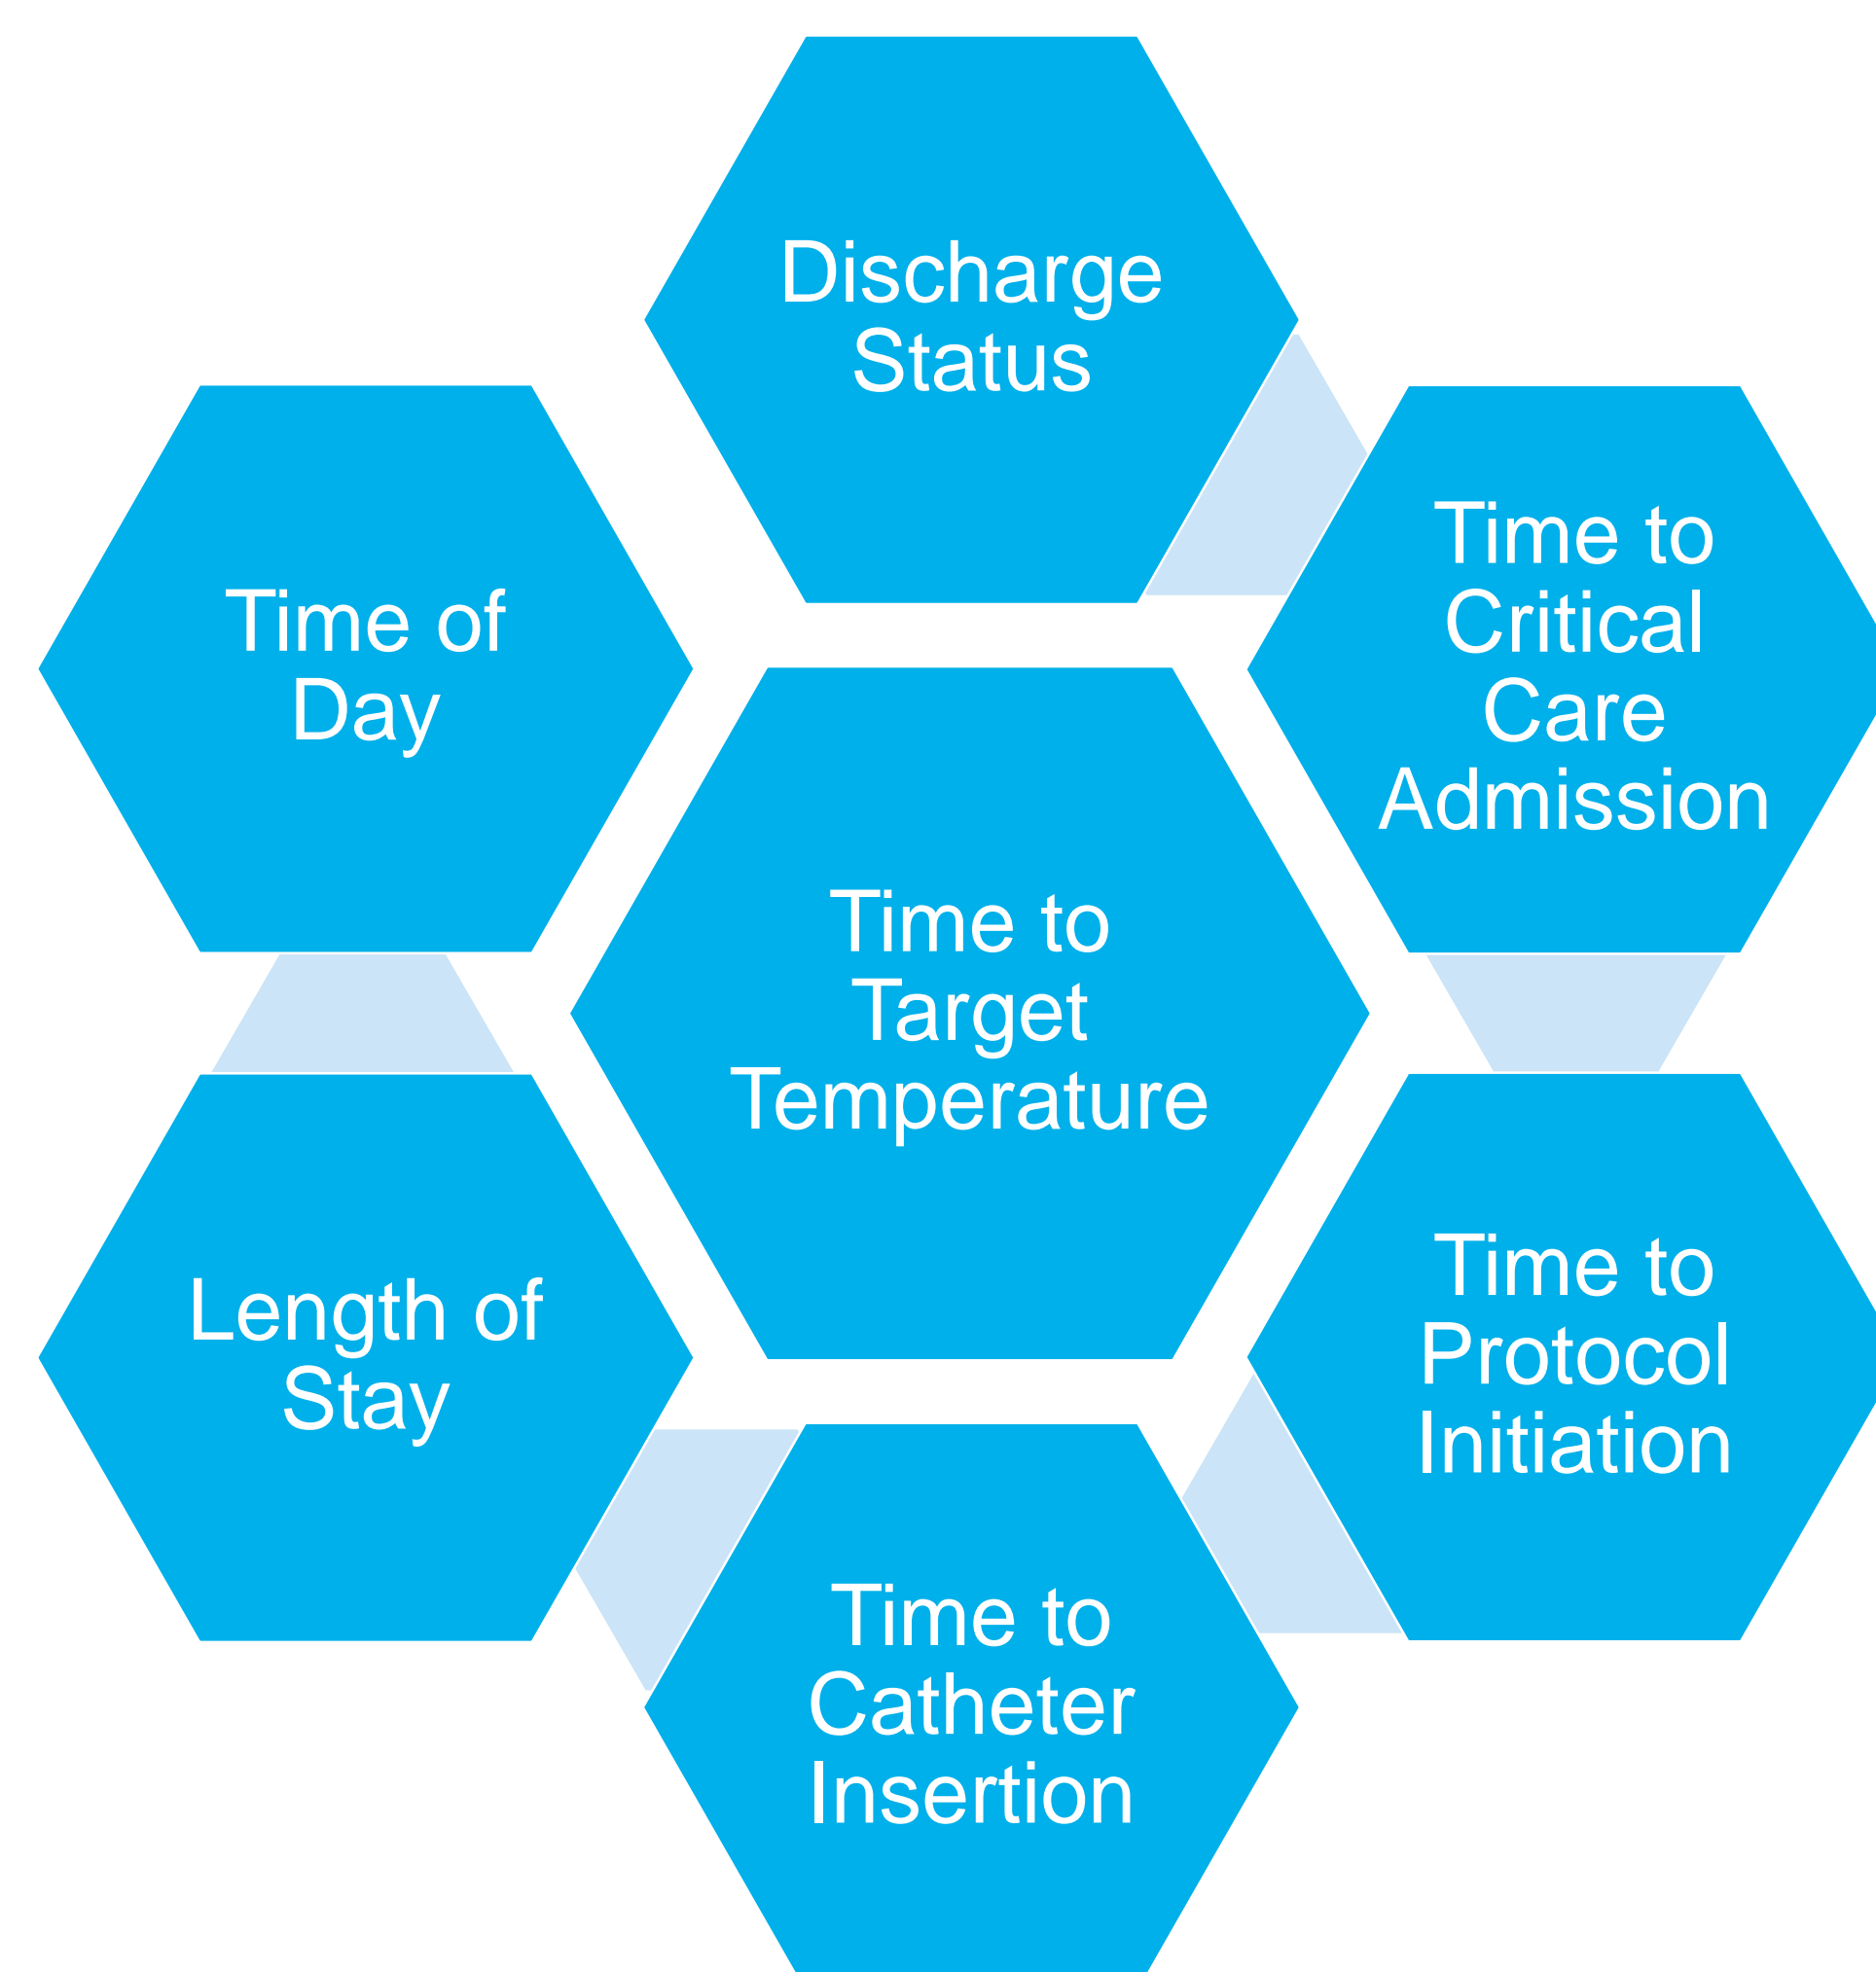 Discharge
Status
Time to
Critical
Care
Admission
Time to
Protocol
Initiation
Time to
Catheter
Insertion
Length of
Stay
Time of
Day
Time to
Target
Temperature